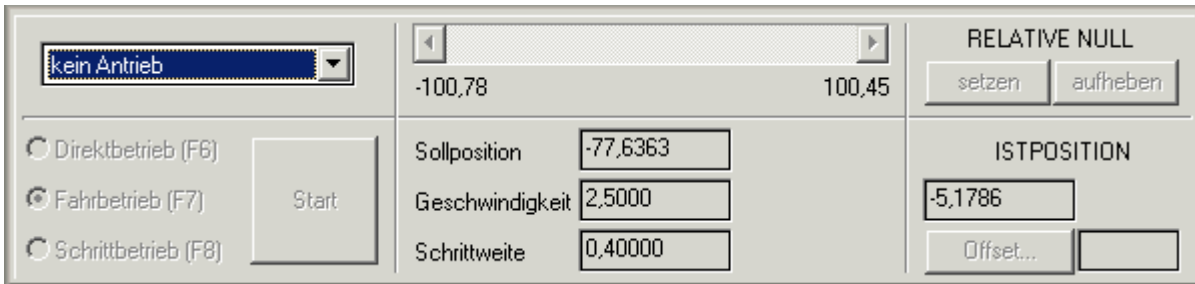 kein Antrieb
-100,78 100,45
RELATIVE NULL
setzen aufheben
Direktbetrieb (F6)
Fahrbetrieb (F7)
Schrittbetrieb (F8)
Start
Sollposition -77,6363
Geschwindigkeit 2,5000
Schrittweite 0,40000
ISTPOSITION
-5,1786
Offset...